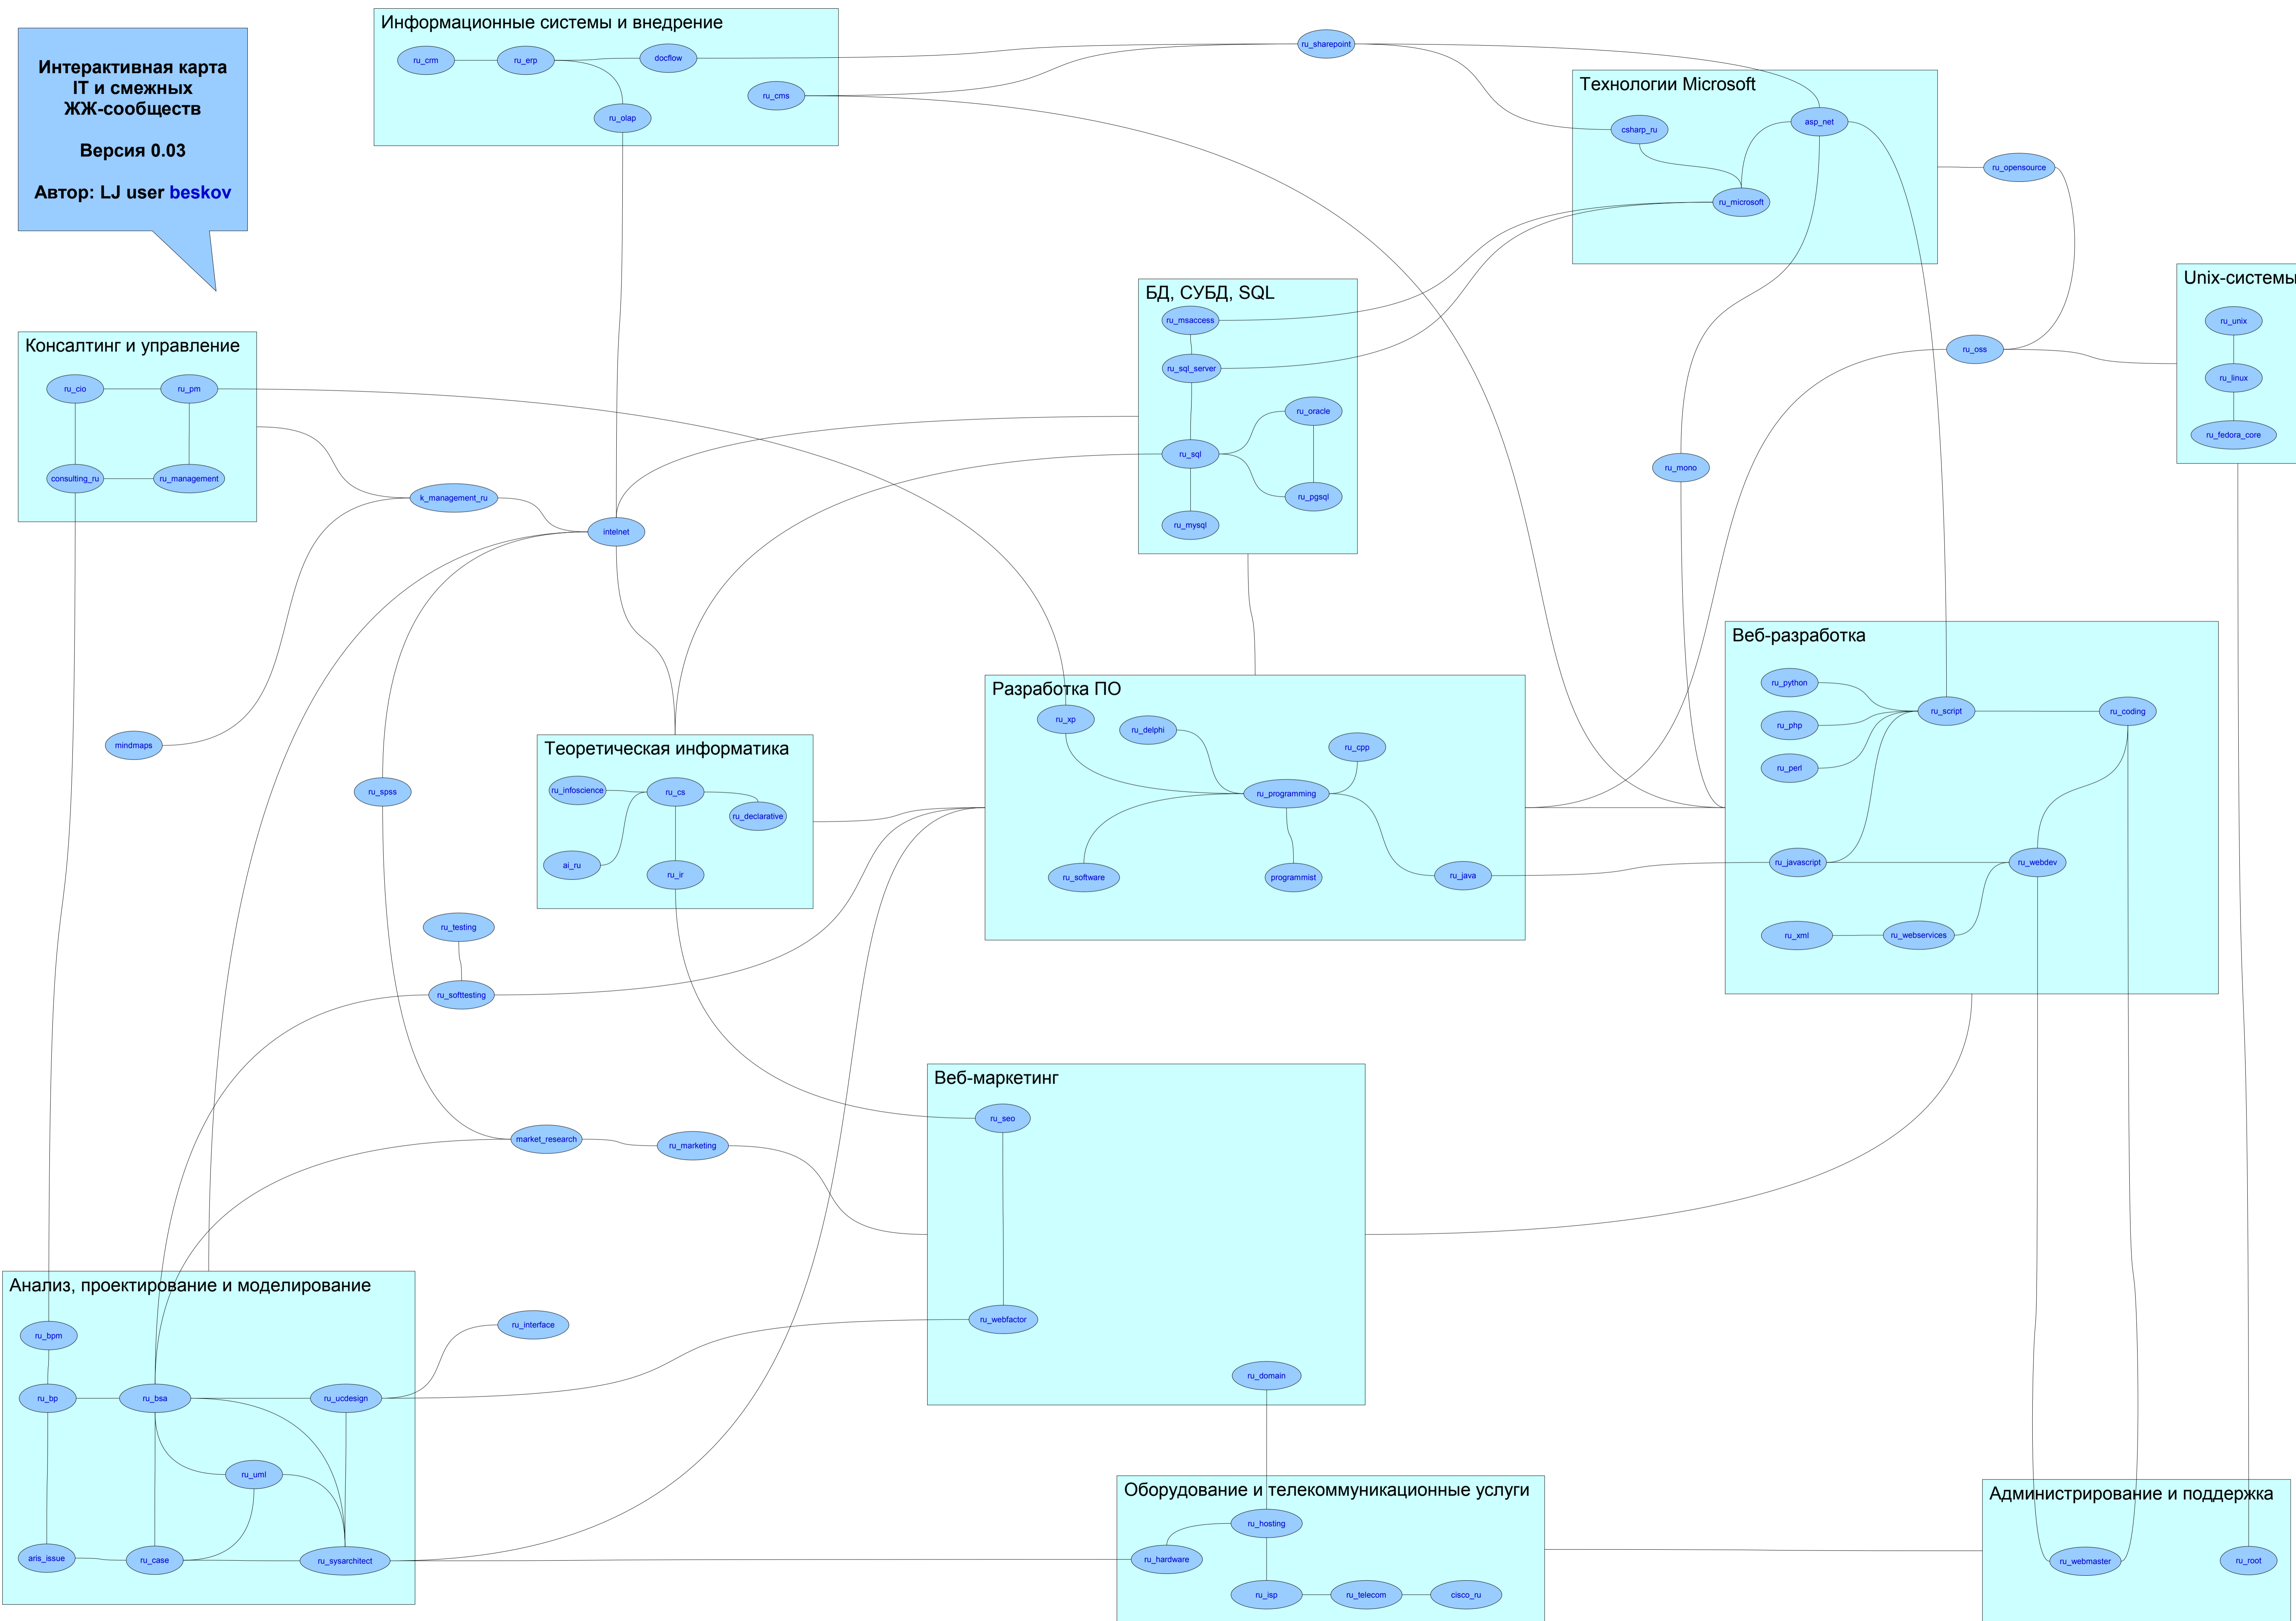 Интерактивная карта
IT и смежных
ЖЖ-сообществ
Версия 0.03
Автор: LJ user beskov
Информационные системы и внедрение
ru_crm
ru_erp
docflow
ru_cms
ru_olap
ru_sharepoint
Технологии Microsoft
csharp_ru
asp_net
ru_microsoft
ru_opensource
Unix-системы
ru_unix
ru_linux
ru_fedora_core
ru_oss
БД, СУБД, SQL
ru_msaccess
ru_sql_server
ru_oracle
ru_sql
ru_pgsql
ru_mysql
ru_mono
Консалтинг и управление
ru_cio
ru_pm
consulting_ru
ru_management
k_management_ru
intelnet
mindmaps
ru_spss
Теоретическая информатика
ru_infoscience
ru_cs
ru_declarative
ai_ru
ru_ir
Разработка ПО
ru_xp
ru_delphi
ru_cpp
ru_programming
ru_software
programmist
ru_java
Веб-разработка
ru_python
ru_script
ru_coding
ru_php
ru_perl
ru_javascript
ru_webdev
ru_xml
ru_webservices
ru_testing
ru_softtesting
market_research
ru_marketing
Веб-маркетинг
ru_seo
ru_webfactor
ru_domain
Анализ, проектирование и моделирование
ru_bpm
ru_interface
ru_bp
ru_bsa
ru_ucdesign
ru_uml
aris_issue
ru_case
ru_sysarchitect
Оборудование и телекоммуникационные услуги
ru_hosting
ru_hardware
ru_isp
ru_telecom
cisco_ru
Администрирование и поддержка
ru_webmaster
ru_root